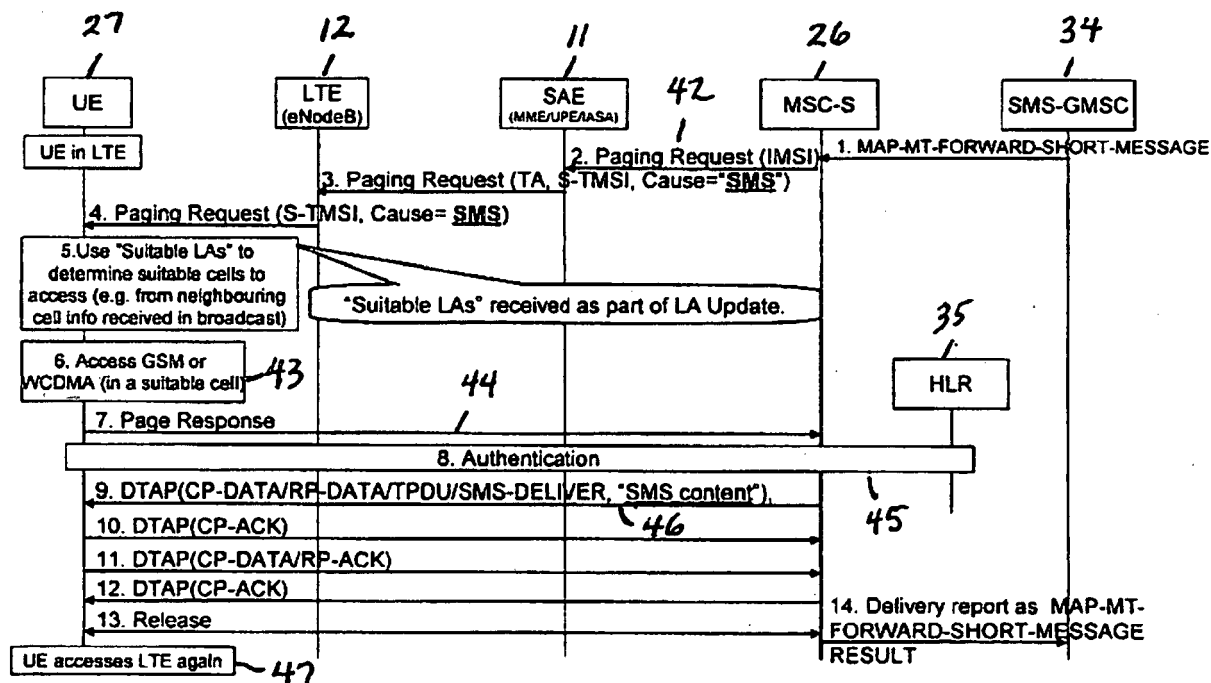 27
12
11
26
34
UE
LTE
(eNodeB)
SAE
(MME/UPE/IASA)
42
MSC-S
SMS-GMSC
UE in LTE
1. MAP-MT-FORWARD-SHORT-MESSAGE
2. Paging Request (IMSI)
3. Paging Request (TA, S-TMSI, Cause="SMS")
4. Paging Request (S-TMSI, Cause= SMS)
5.Use "Suitable LAs" to
determine suitable cells to
access (e.g. from neighbouring
cell info received in broadcast)
"Suitable LAs" received as part of LA Update.
35
6. Access GSM or
WCDMA (in a suitable cell)
43
HLR
44
7. Page Response
8. Authentication
9. DTAP(CP-DATA/RP-DATA/TPDU/SMS-DELIVER, "SMS content"),
46
45
10. DTAP(CP-ACK)
11. DTAP(CP-DATA/RP-ACK)
12. DTAP(CP-ACK)
13. Release
14. Delivery report as MAP-MT-
FORWARD-SHORT-MESSAGE
RESULT
UE accesses LTE again
47